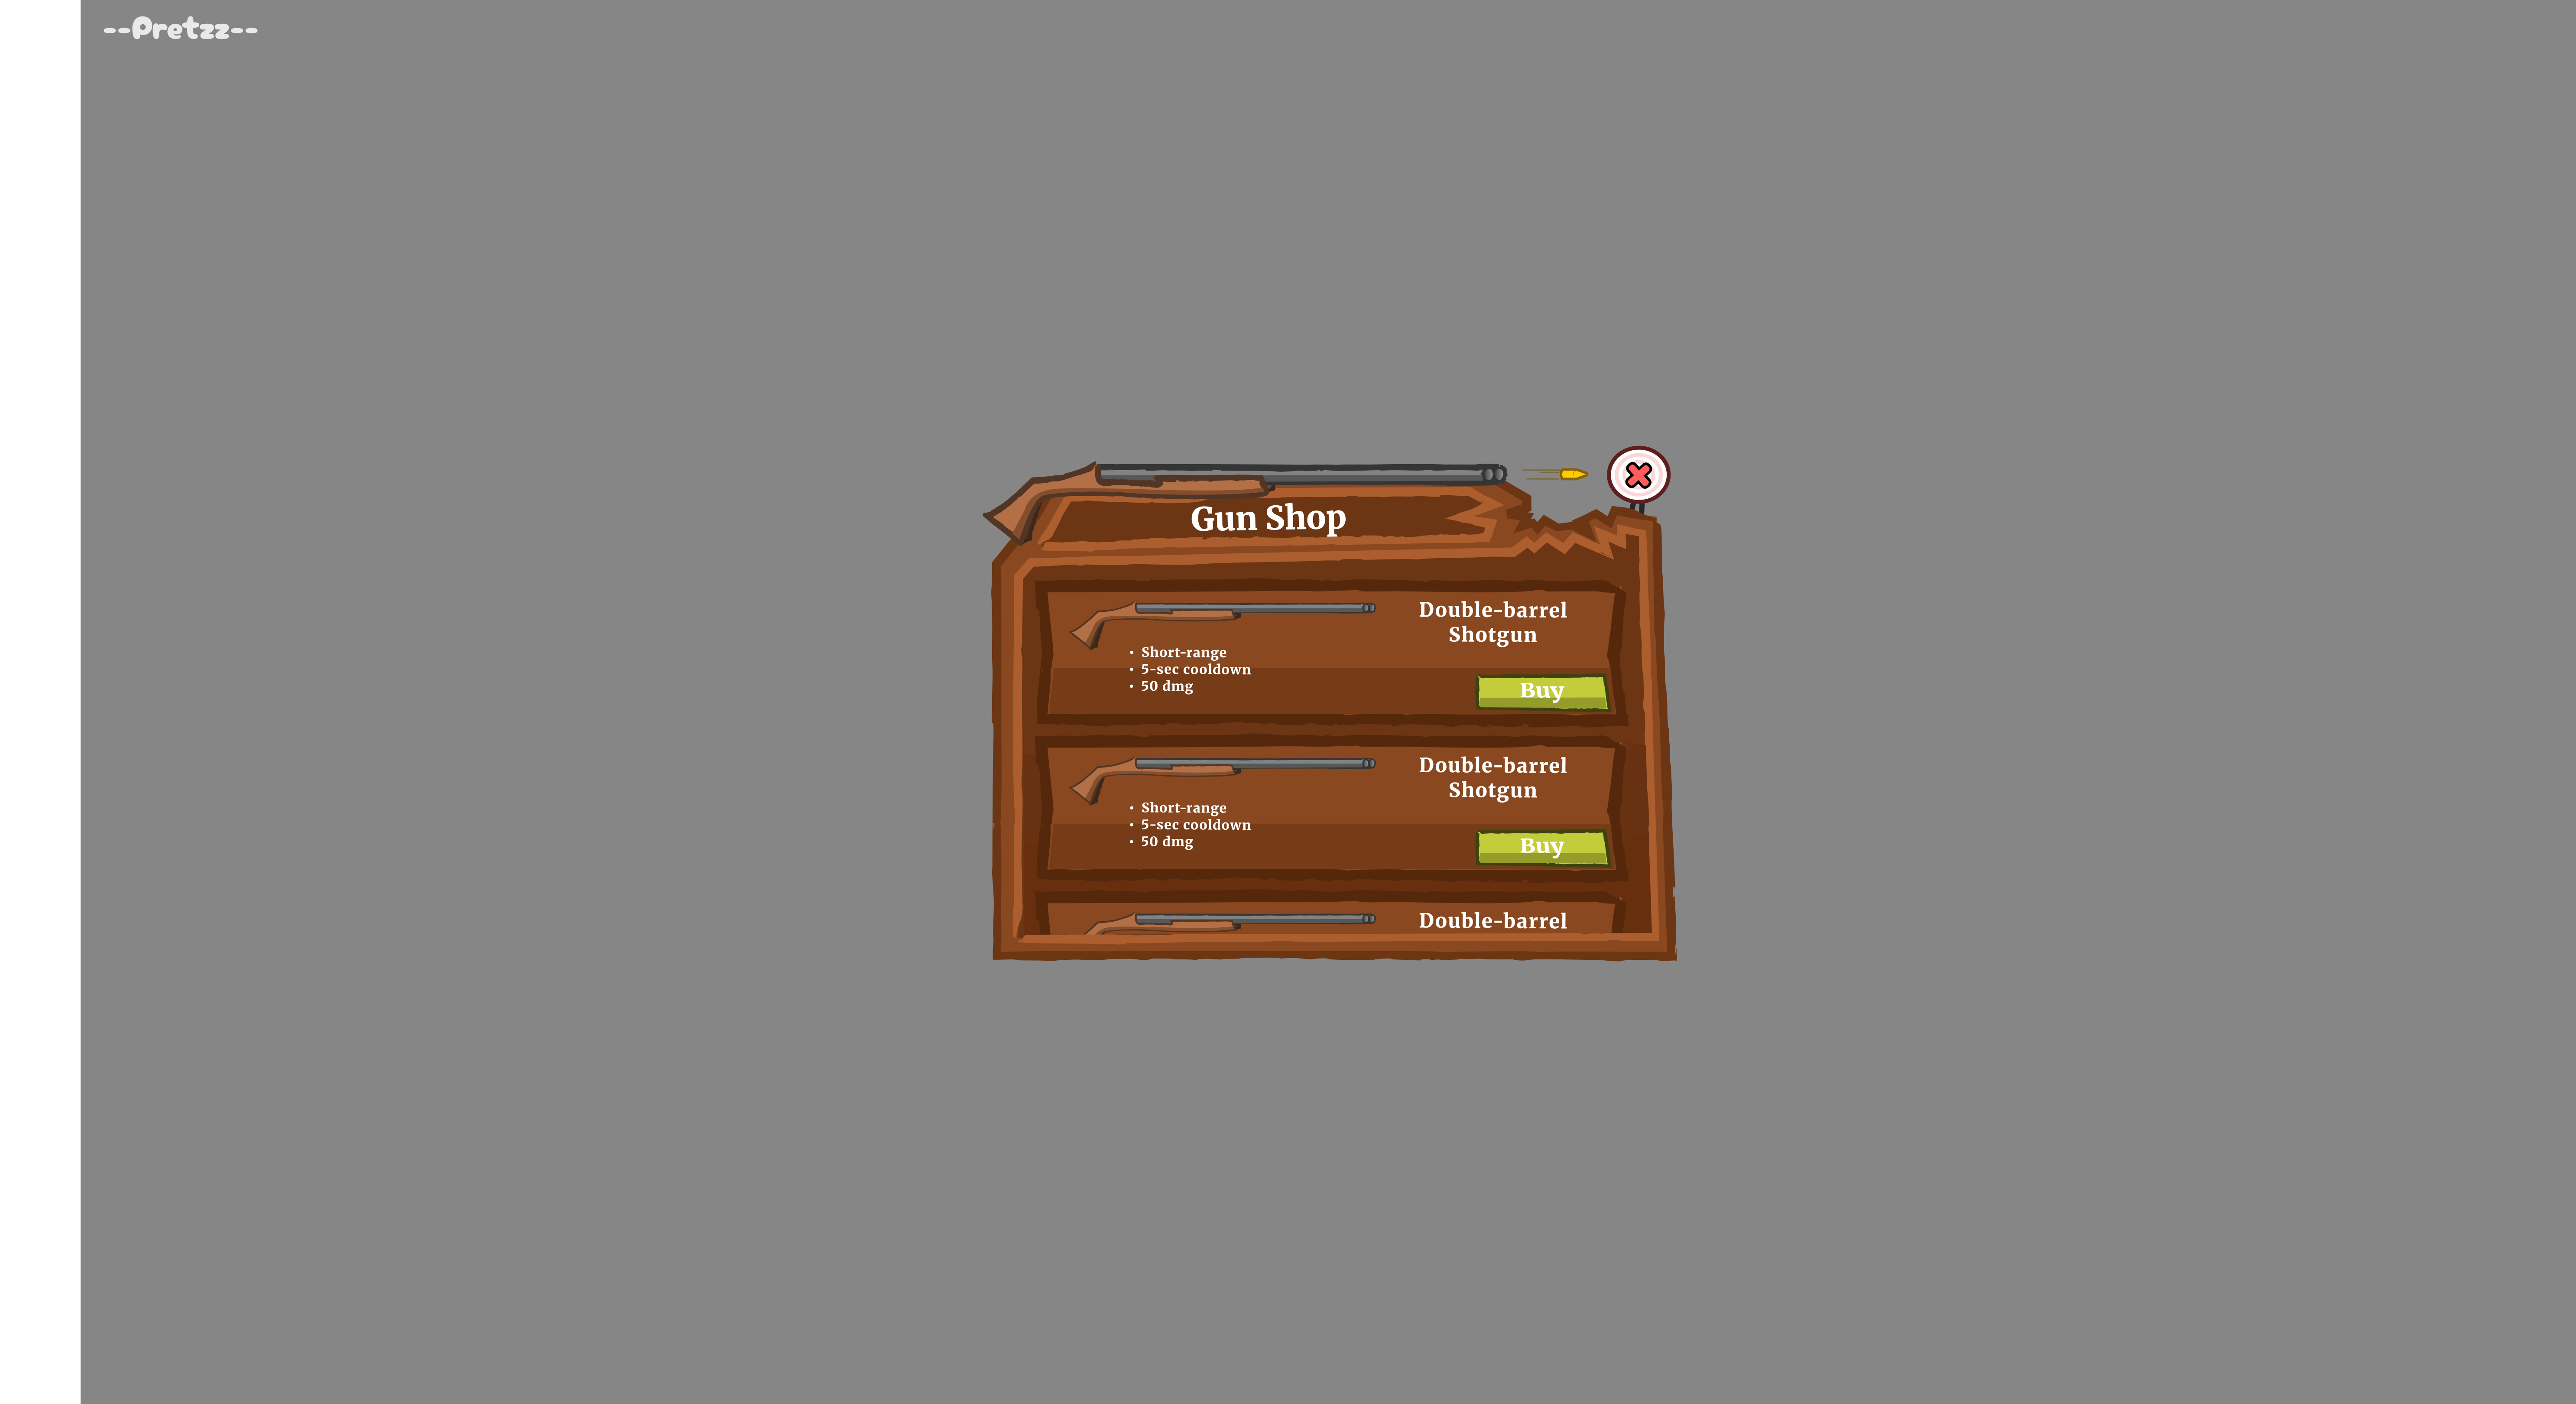 --Pretzz--
Gun Shop
Double-barrel
Shotgun
• Short-range
• 5-sec cooldown
• 50 dmg
Buy
Double-barrel
Shotgun
• Short-range
• 5-sec cooldown
• 50 dmg
Buy
Double-barrel